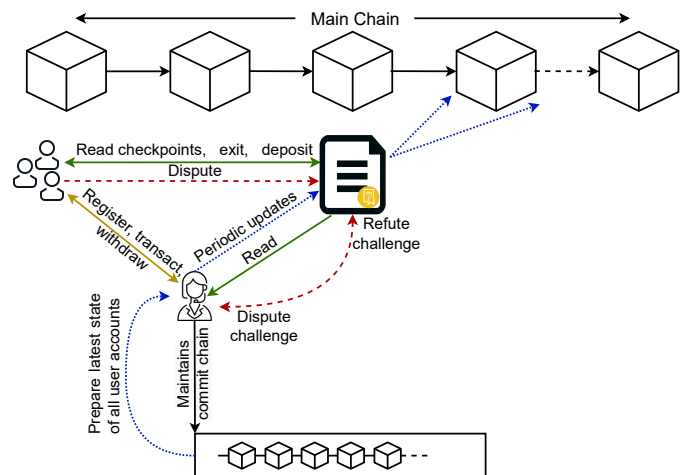 Main Chain
Read checkpoints, exit, deposit
Dispute
Register, transact,
withdraw
Periodic updates
Read
Refute
challenge
Dispute
challenge
Prepare latest state
of all user accounts
Maintains
commit chain